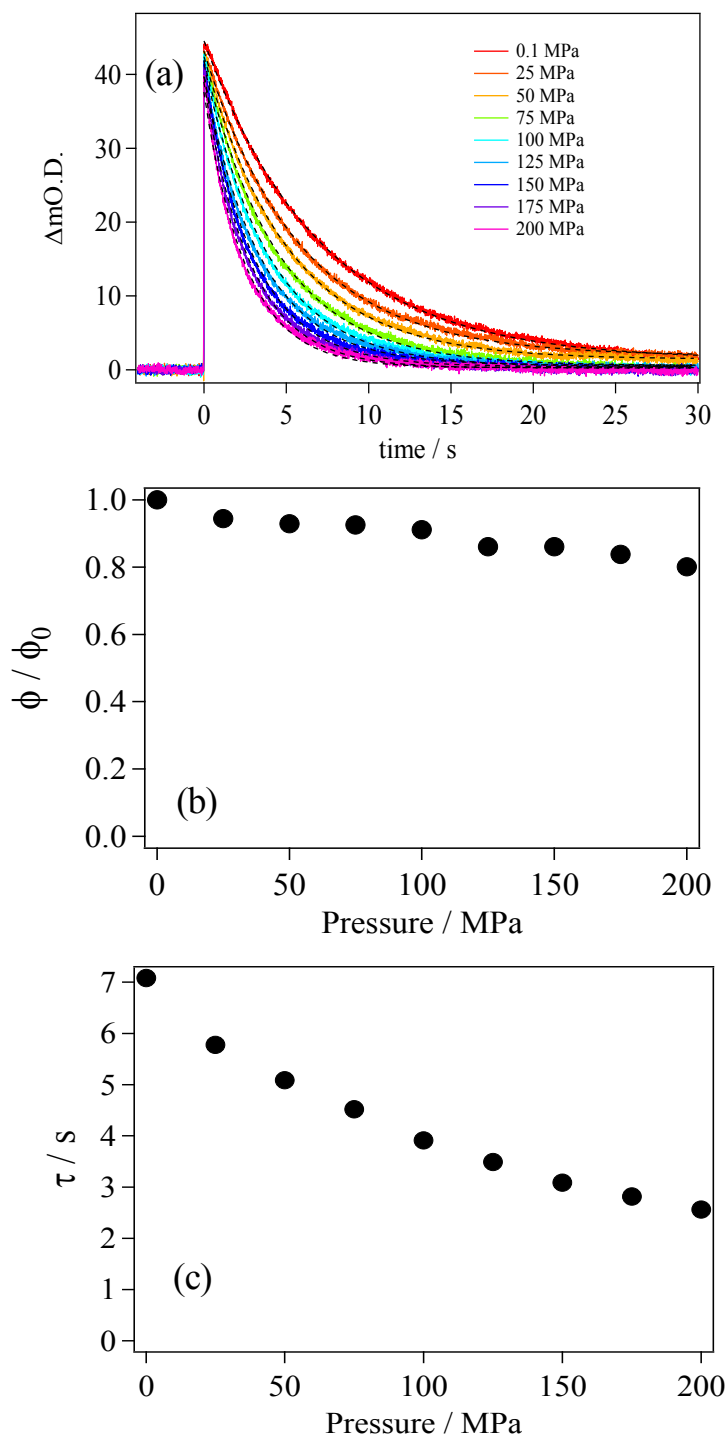 (a)
ΔmO.D.
40
30
20
10
0
0.1 MPa
25 MPa
50 MPa
75 MPa
100 MPa
125 MPa
150 MPa
175 MPa
200 MPa
0 5 10 15 20 25 30
time / s
ϕ / ϕ0
1.0
0.8
0.6
0.4
0.2
0.0
(b)
0 50 100 150 200
Pressure / MPa
τ / s
7
6
5
4
3
2
1
0
(c)
0 50 100 150 200
Pressure / MPa